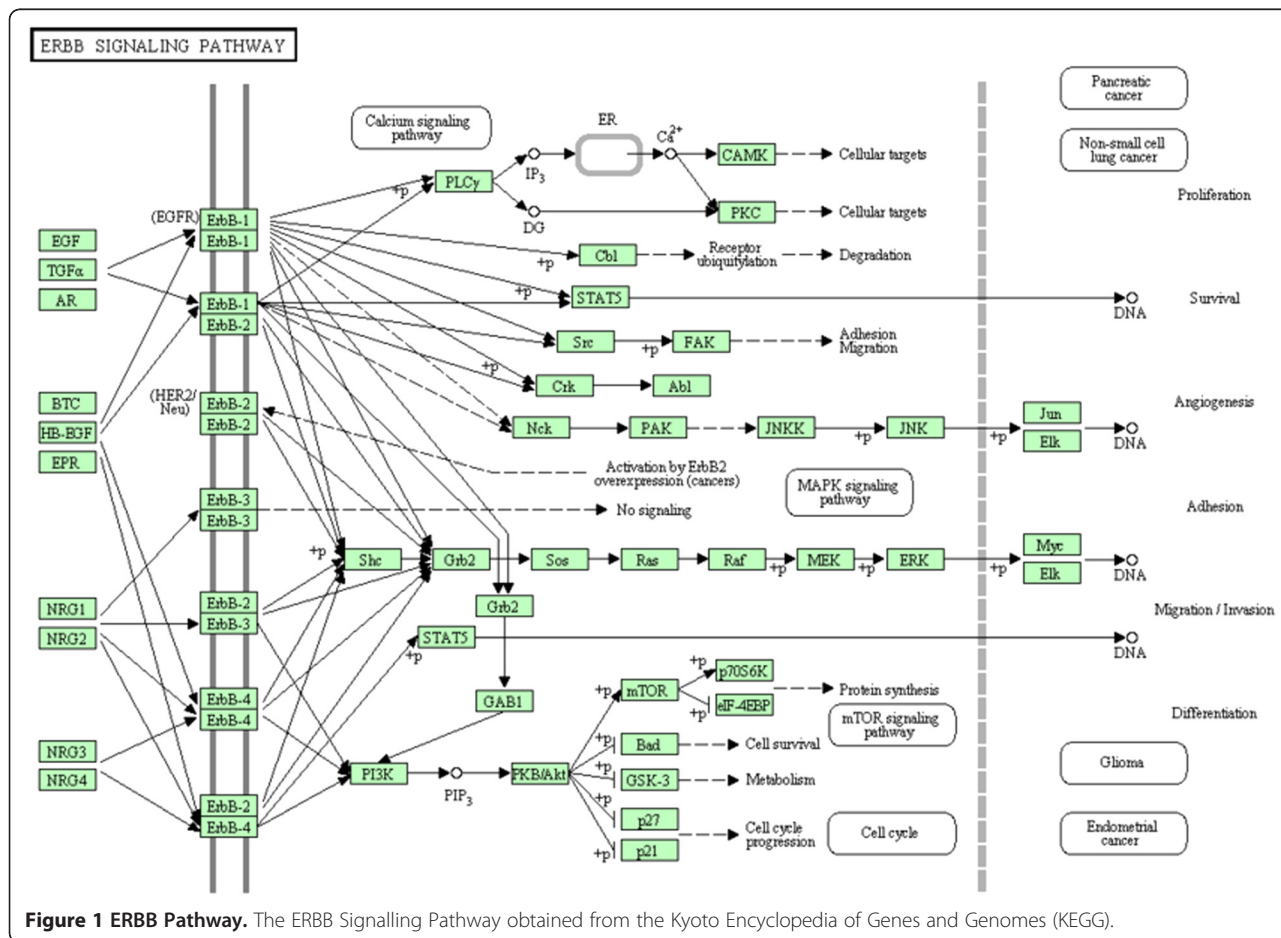 ERBB SIGNALING PATHWAY
Pancreatic
cancer
Calcium signaling
pathway
ER
Ca2+
Non-small cell
lung cancer
IP3
CAMK
Cellular targets
+p
PLCγ
Proliferation
DG
PKC
Cellular targets
(EGFR)
ErbB-1
ErbB-1
EGF
TGFα
AR
+p
Cbl
Receptor
ubiquitylation
Degradation
ErbB-1
ErbB-2
+p
STAT5
DNA
Survival
Src
+p
FAK
Adhesion
Migration
+p
Crk
Abl
(HER2/
Neu)
ErbB-2
ErbB-2
BTC
HB-EGF
EPR
Nck
PAK
JNKK
+p
JNK
+p
Jun
Elk
DNA
Angiogenesis
Activation by ErbB2
overexpression (cancers)
MAPK signaling
pathway
ErbB-3
ErbB-3
No signaling
Adhesion
+p
Shc
Grb2
Sos
Ras
Raf
+p
MEK
+p
ERK
+p
Myc
Elk
DNA
NRG1
NRG2
ErbB-2
ErbB-3
Grb2
Migration / Invasion
STAT5
+p
DNA
ErbB-4
ErbB-4
GAB1
+p
mTOR
+p
p70S6K
+p
eIF-4EBP
Protein synthesis
mTOR signaling
pathway
Differentiation
NRG3
NRG4
PI3K
PIP3
PKB/Akt
+p
Bad
Cell survival
+p
GSK-3
Metabolism
Glioma
ErbB-2
ErbB-4
+p
p27
+p
p21
Cell cycle
progression
Cell cycle
Endometrial
cancer
Figure 1 ERBB Pathway. The ERBB Signalling Pathway obtained from the Kyoto Encyclopedia of Genes and Genomes (KEGG).